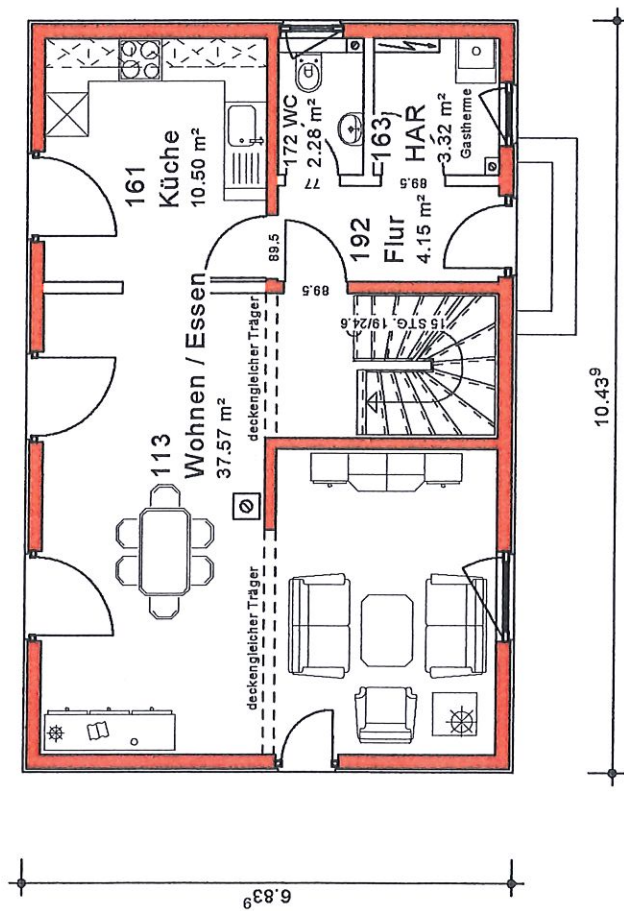 161
Küche
10.50 m²
172 WC
2.28 m²
163
HAR
3.32 m²
Gastherme
77
89.5
192
Flur
4.15 m²
89.5
89.5
113
Wohnen / Essen
37.57 m²
deckengleicher Träger
15 STG. 19/24.6
deckengleicher Träger
10.43⁹
6.83⁹